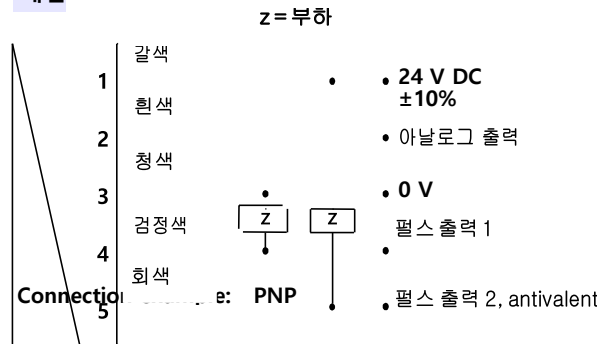 z = 부하
갈색
1
24 V DC
±10%
흰색
2
아날로그 출력
청색
3
0 V
검정색
z
z
펄스 출력 1
4
회색
PNP
5
펄스 출력 2, antivalent